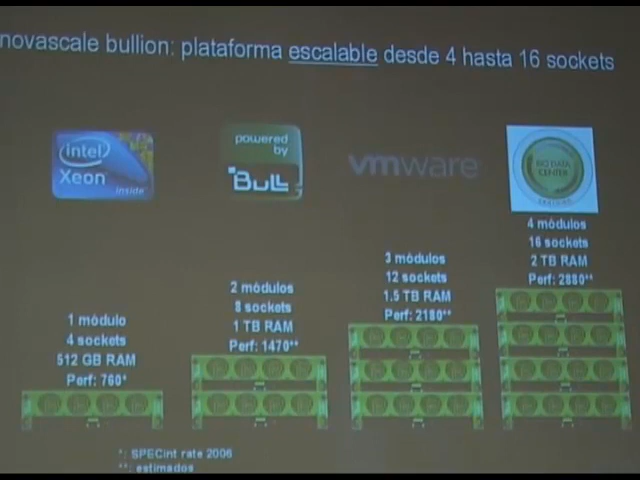 novascale bullion: plataforma escalable desde 4 hasta 16 sockets
intel
Xeon
inside
powered
by
Bull
vmware
BIO DATA
CENTER
4 módulos
16 sockets
2 TB RAM
Perf: 2880**
3 módulos
12 sockets
1.5 TB RAM
Perf: 2180**
2 módulos
8 sockets
1 TB RAM
Perf: 1470**
1 módulo
4 sockets
512 GB RAM
Perf: 760*
*: SPECint rate 2006
**: estimados